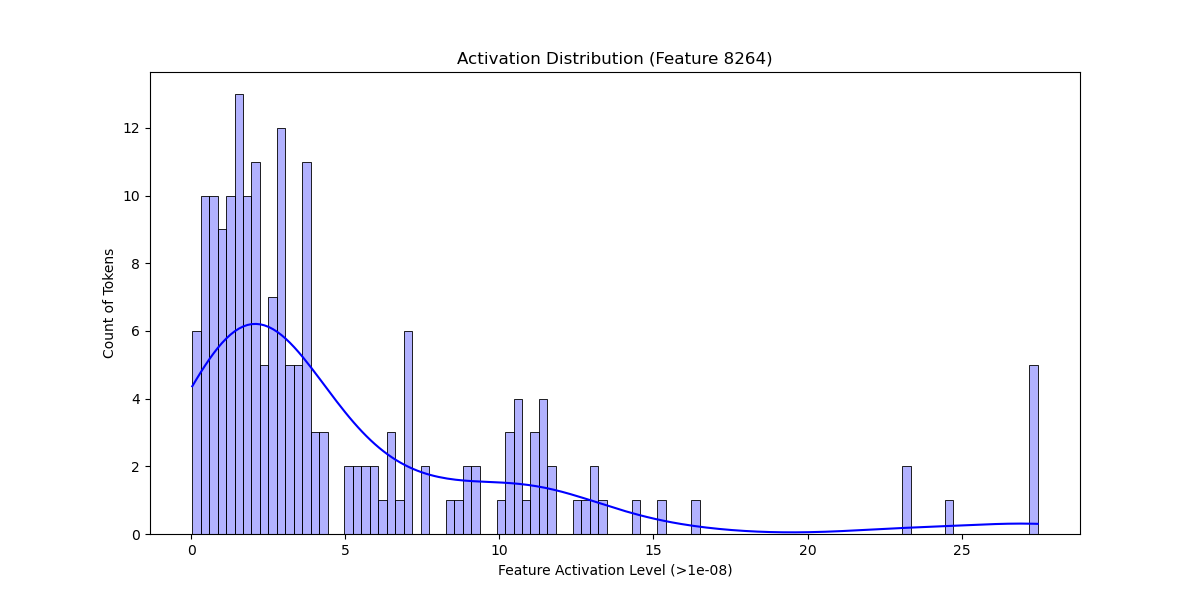 Activation Distribution (Feature 8264)
12
10
8
6
4
2
0
Count of Tokens
0 5 10 15 20 25
Feature Activation Level (>1e-08)